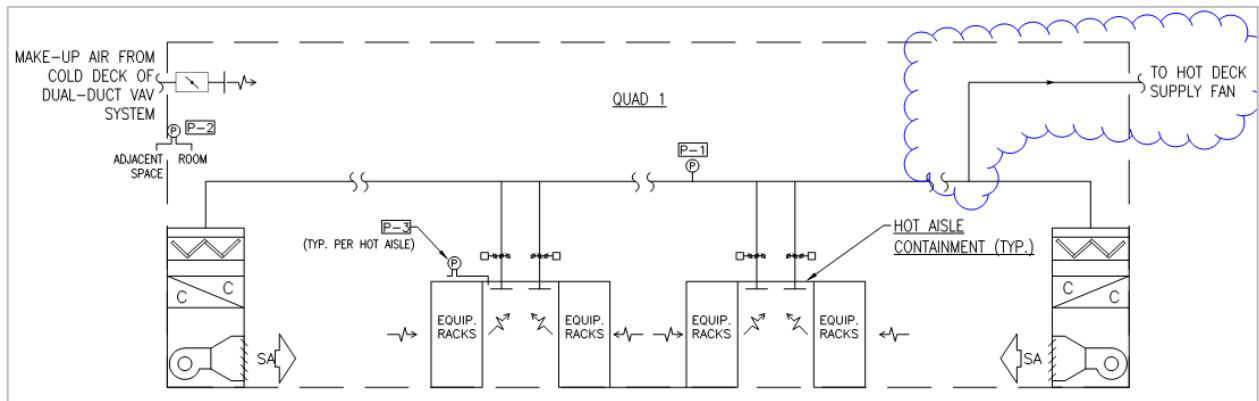 MAKE-UP AIR FROM
COLD DECK OF
DUAL-DUCT VAV
SYSTEM
QUAD 1
TO HOT DECK
SUPPLY FAN
P
P-2
ADJACENT ROOM
SPACE
P-1
P
P-3
(TYP. PER HOT AISLE)
P
HOT AISLE
CONTAINMENT (TYP.)
C
C
EQUIP.
RACKS
EQUIP.
RACKS
EQUIP.
RACKS
EQUIP.
RACKS
C
C
SA
SA